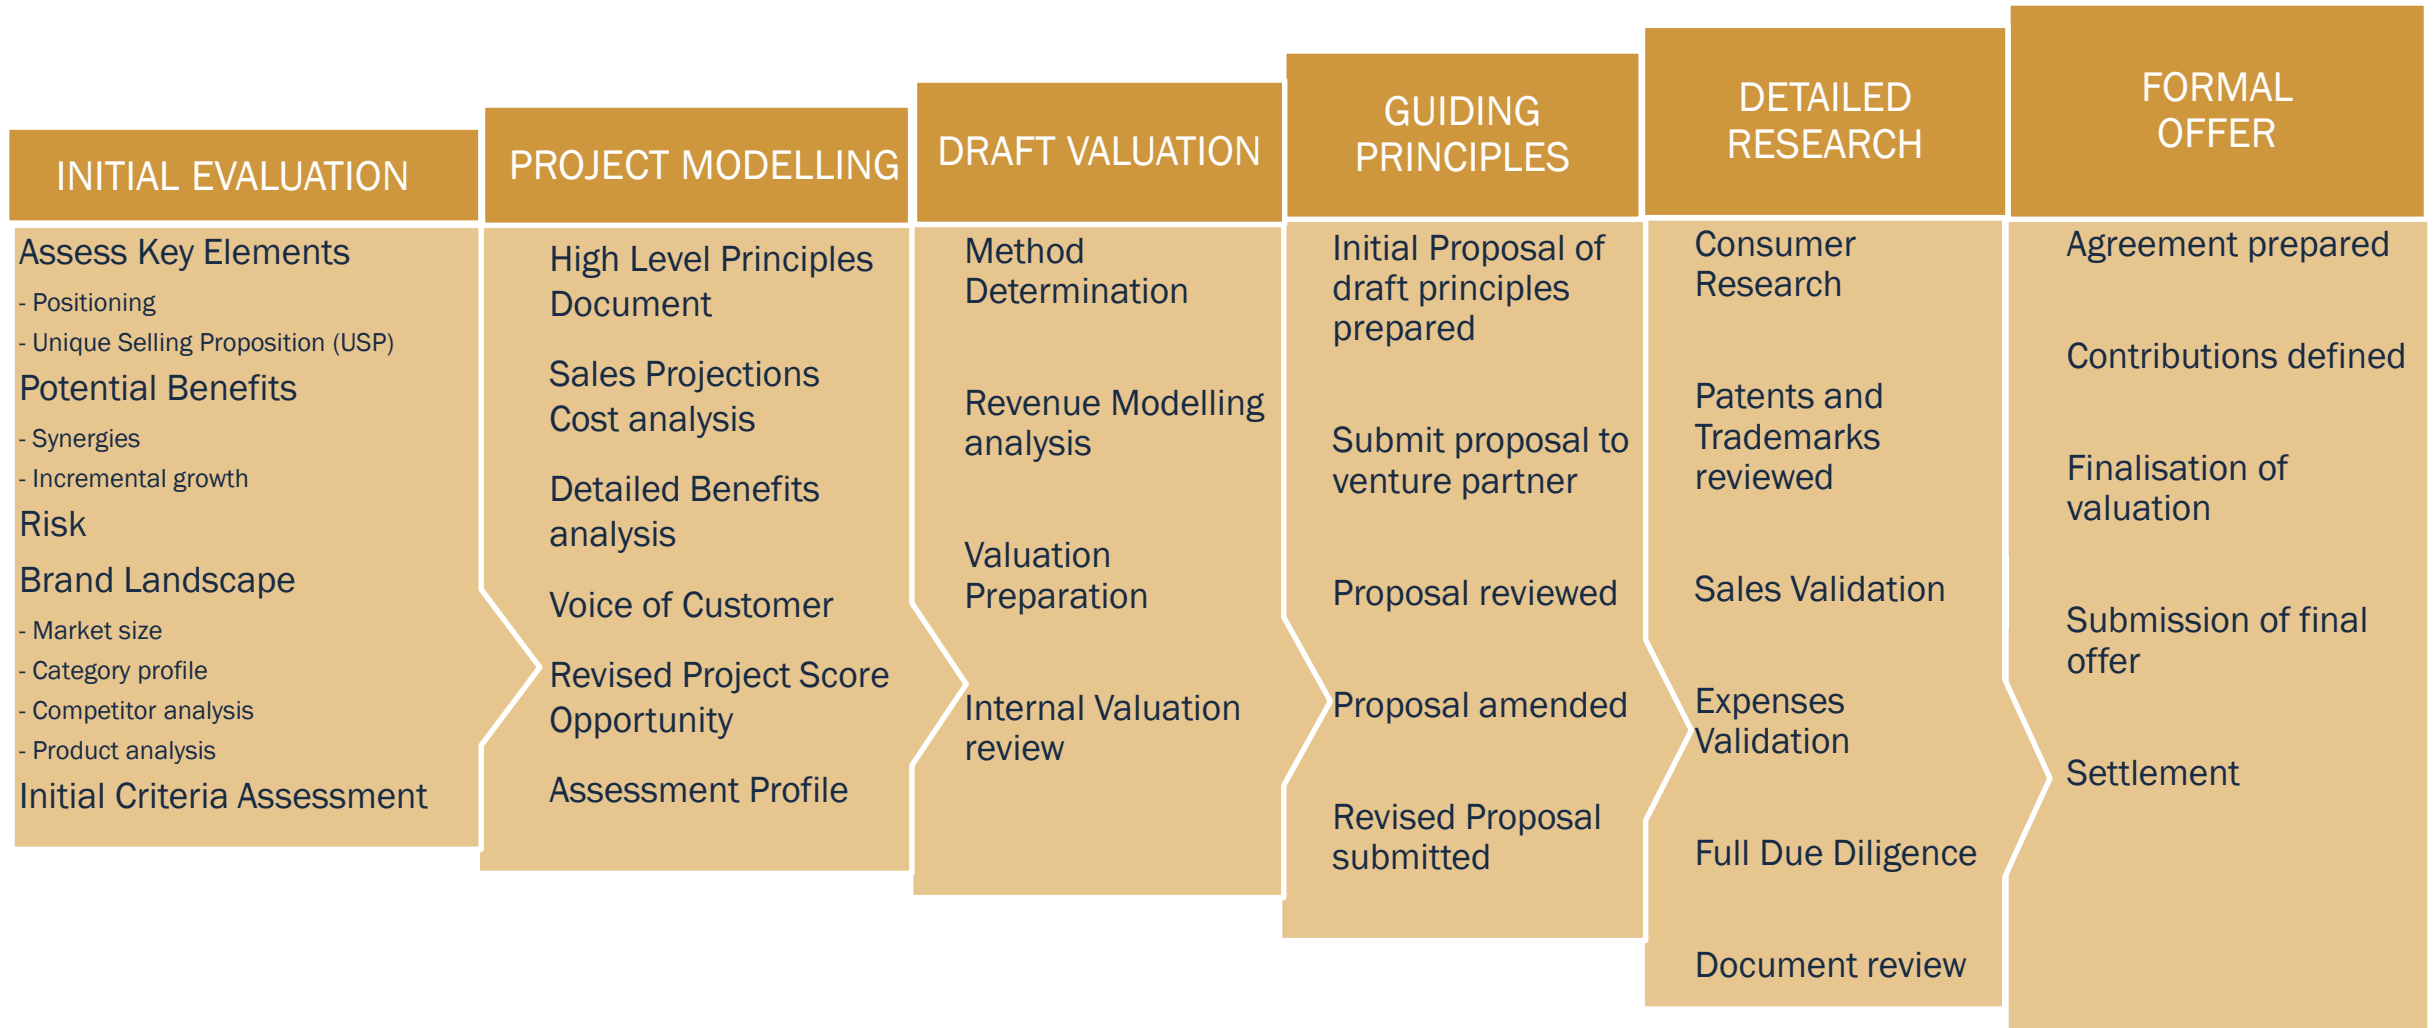 INITIAL EVALUATION
Assess Key Elements
- Positioning
- Unique Selling Proposition (USP)
Potential Benefits
- Synergies
- Incremental growth
Risk
Brand Landscape
- Market size
- Category profile
- Competitor analysis
- Product analysis
Initial Criteria Assessment
PROJECT MODELLING
High Level Principles
Document
Sales Projections
Cost analysis
Detailed Benefits
analysis
Voice of Customer
Revised Project Score
Opportunity
Assessment Profile
DRAFT VALUATION
Method
Determination
Revenue Modelling
analysis
Valuation
Preparation
Internal Valuation
review
GUIDING
PRINCIPLES
Initial Proposal of
draft principles
prepared
Submit proposal to
venture partner
Proposal reviewed
Proposal amended
Revised Proposal
submitted
DETAILED
RESEARCH
Consumer
Research
Patents and
Trademarks
reviewed
Sales Validation
Expenses
Validation
Full Due Diligence
Document review
FORMAL
OFFER
Agreement prepared
Contributions defined
Finalisation of
valuation
Submission of final
offer
Settlement